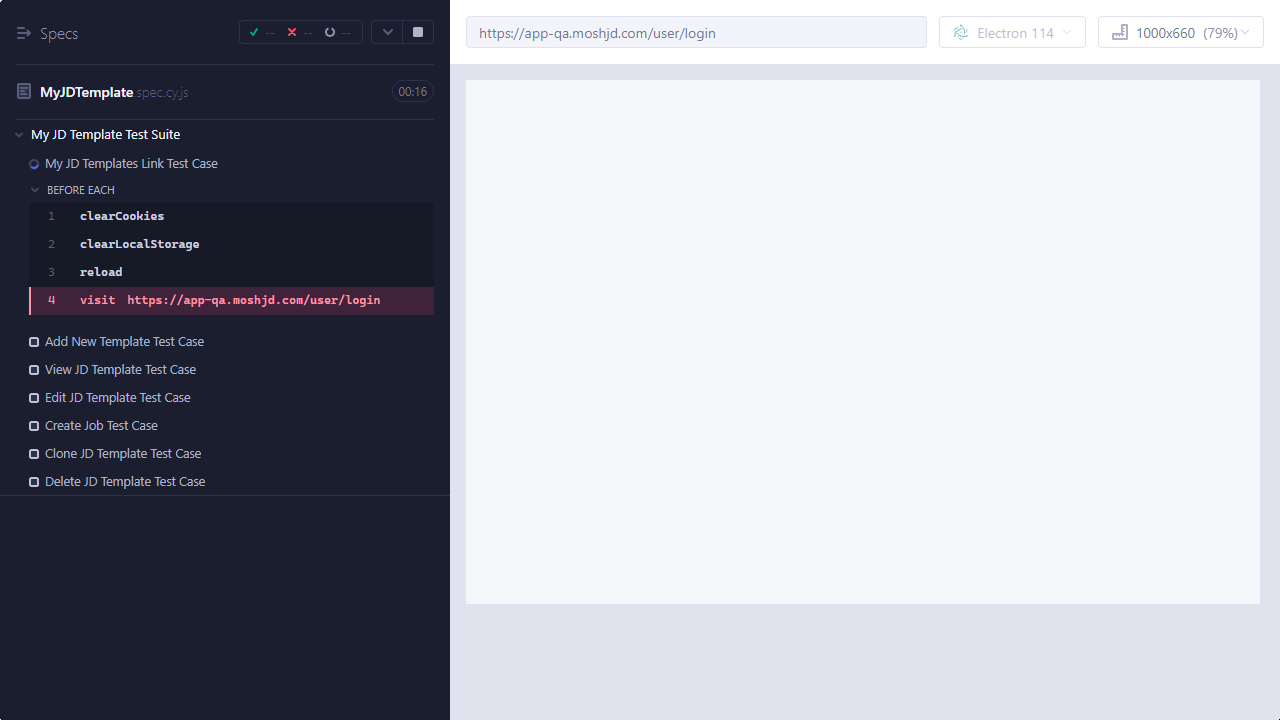 Specs
-- -- --
https://app-qa.moshjd.com/user/login
Electron 114
1000x660 (79%)
MyJDTemplate.spec.cy.js
00:16
My JD Template Test Suite
My JD Templates Link Test Case
BEFORE EACH
1 clearCookies
2 clearLocalStorage
3 reload
4 visit https://app-qa.moshjd.com/user/login
Add New Template Test Case
View JD Template Test Case
Edit JD Template Test Case
Create Job Test Case
Clone JD Template Test Case
Delete JD Template Test Case